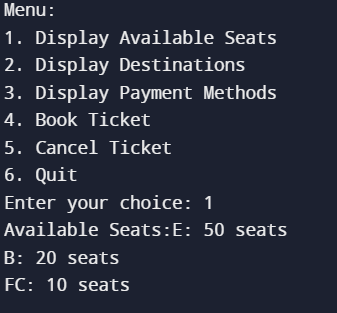 Menu:
1. Display Available Seats
2. Display Destinations
3. Display Payment Methods
4. Book Ticket
5. Cancel Ticket
6. Quit
Enter your choice: 1
Available Seats:E: 50 seats
B: 20 seats
FC: 10 seats